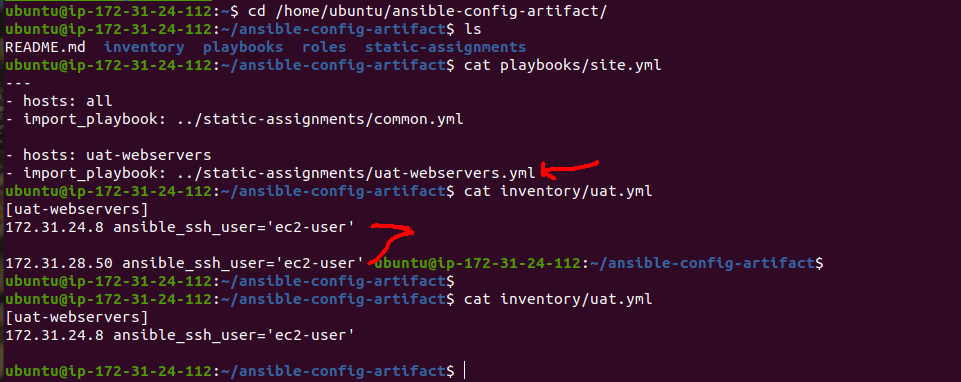 ubuntu@ip-172-31-24-112:~$ cd /home/ubuntu/ansible-config-artifact/
ubuntu@ip-172-31-24-112:~/ansible-config-artifact$ ls
README.md  inventory  playbooks  roles  static-assignments
ubuntu@ip-172-31-24-112:~/ansible-config-artifact$ cat playbooks/site.yml
---
- hosts: all
- import_playbook: ../static-assignments/common.yml

- hosts: uat-webservers
- import_playbook: ../static-assignments/uat-webservers.yml
ubuntu@ip-172-31-24-112:~/ansible-config-artifact$ cat inventory/uat.yml
[uat-webservers]
172.31.24.8 ansible_ssh_user='ec2-user'

172.31.28.50 ansible_ssh_user='ec2-user' ubuntu@ip-172-31-24-112:~/ansible-config-artifact$
ubuntu@ip-172-31-24-112:~/ansible-config-artifact$
ubuntu@ip-172-31-24-112:~/ansible-config-artifact$ cat inventory/uat.yml
[uat-webservers]
172.31.24.8 ansible_ssh_user='ec2-user'

ubuntu@ip-172-31-24-112:~/ansible-config-artifact$